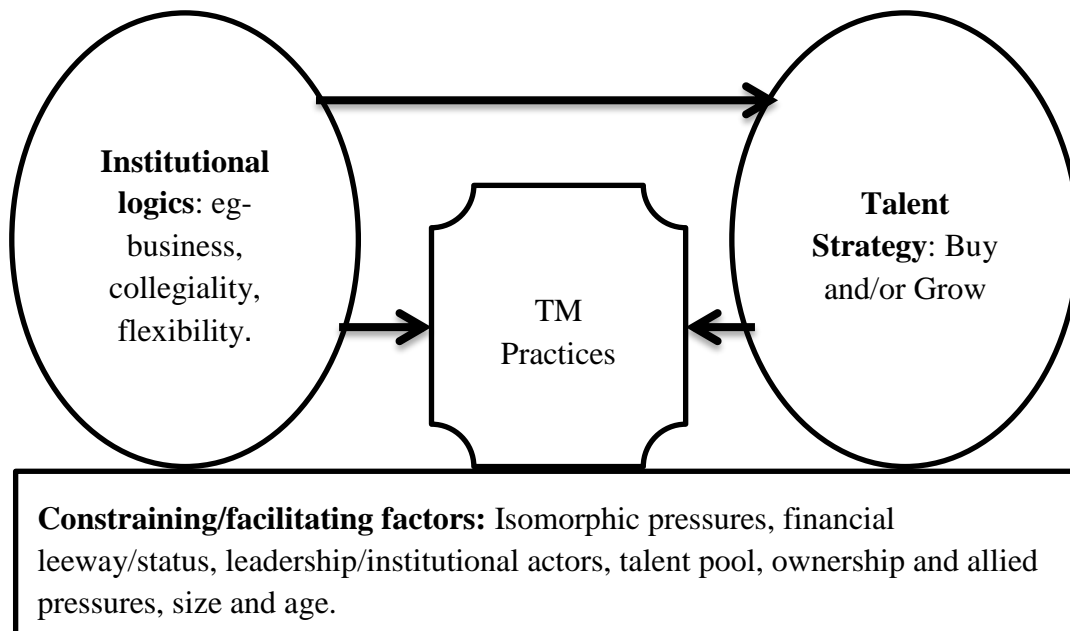 Institutional
logics: eg-
business,
collegiality,
flexibility.
TM
Practices
Talent
Strategy: Buy
and/or Grow
Constraining/facilitating factors: Isomorphic pressures, financial
leeway/status, leadership/institutional actors, talent pool, ownership and allied
pressures, size and age.